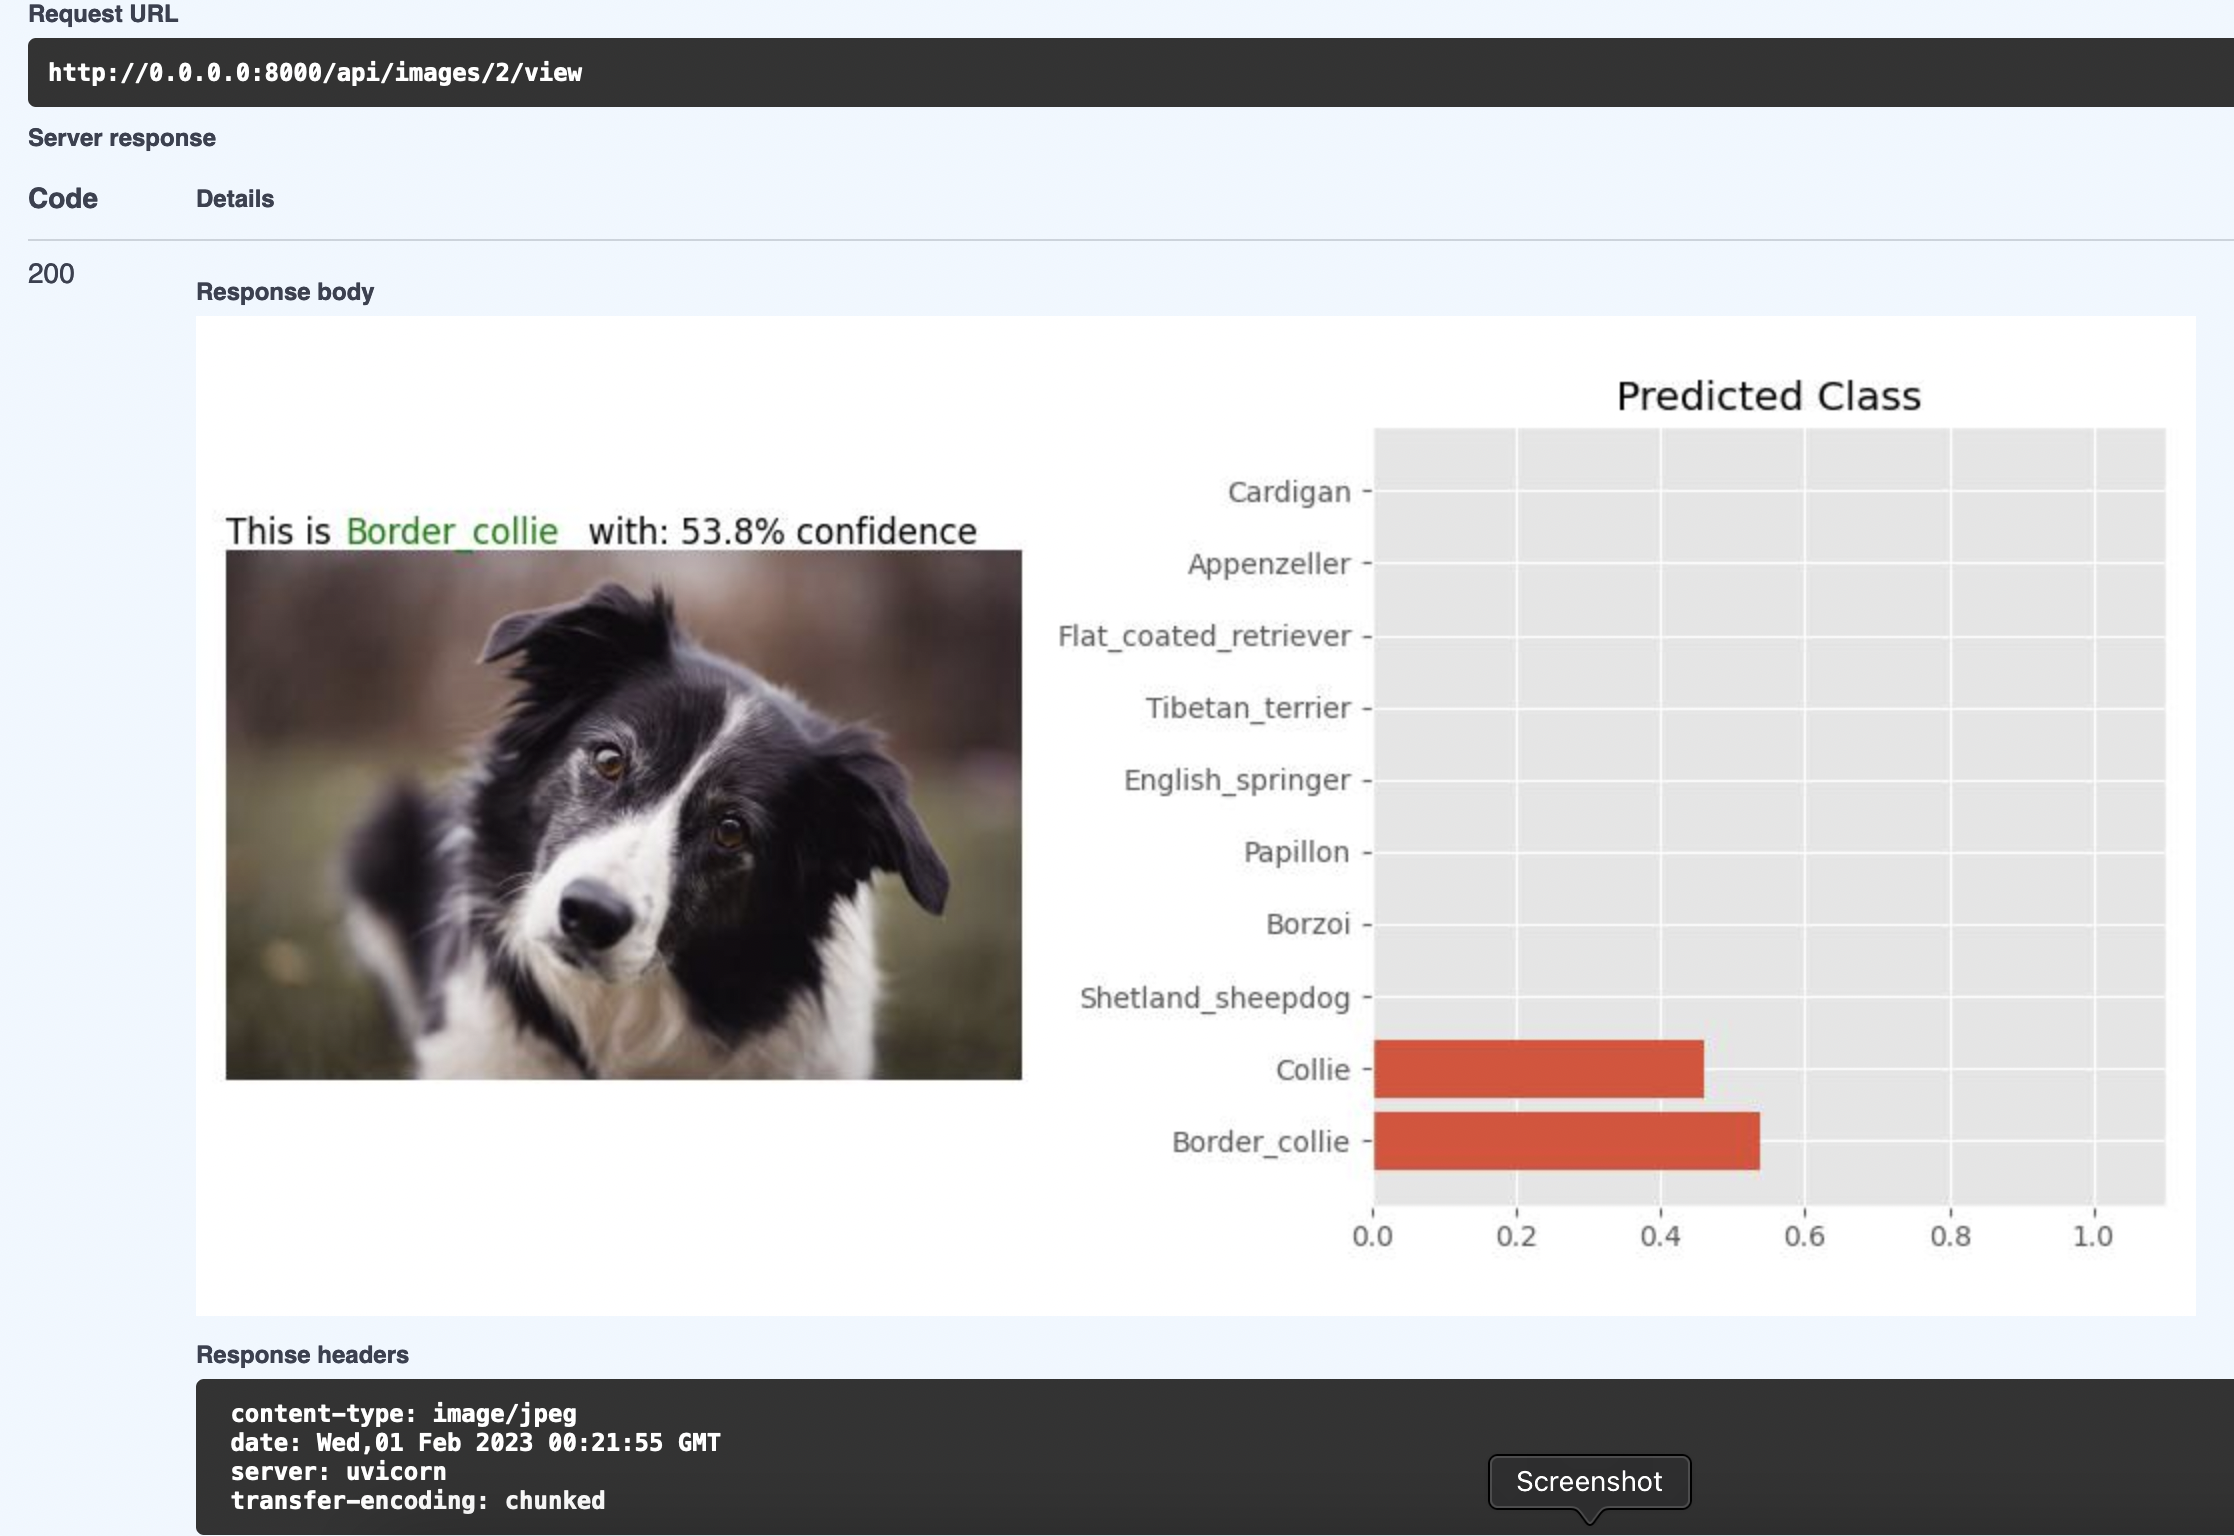 Request URL
http://0.0.0.0:8000/api/images/2/view
Server response
Code Details
200
Response body
This is Border_collie with: 53.8% confidence
Predicted Class
Cardigan
Appenzeller
Flat_coated_retriever
Tibetan_terrier
English_springer
Papillon
Borzoi
Shetland_sheepdog
Collie
Border_collie
0.0 0.2 0.4 0.6 0.8 1.0
Response headers
content-type: image/jpeg
date: Wed,01 Feb 2023 00:21:55 GMT
server: uvicorn
transfer-encoding: chunked
Screenshot